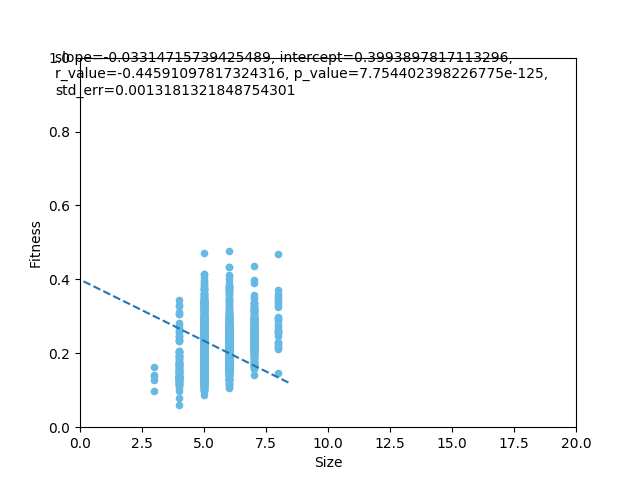 slope=-0.03314715739425489, intercept=0.3993897817113296,
r_value=-0.44591097817324316, p_value=7.754402398226775e-125,
std_err=0.0013181321848754301
1.0
0.8
0.6
0.4
0.2
0.0
Fitness
0.0 2.5 5.0 7.5 10.0 12.5 15.0 17.5 20.0
Size